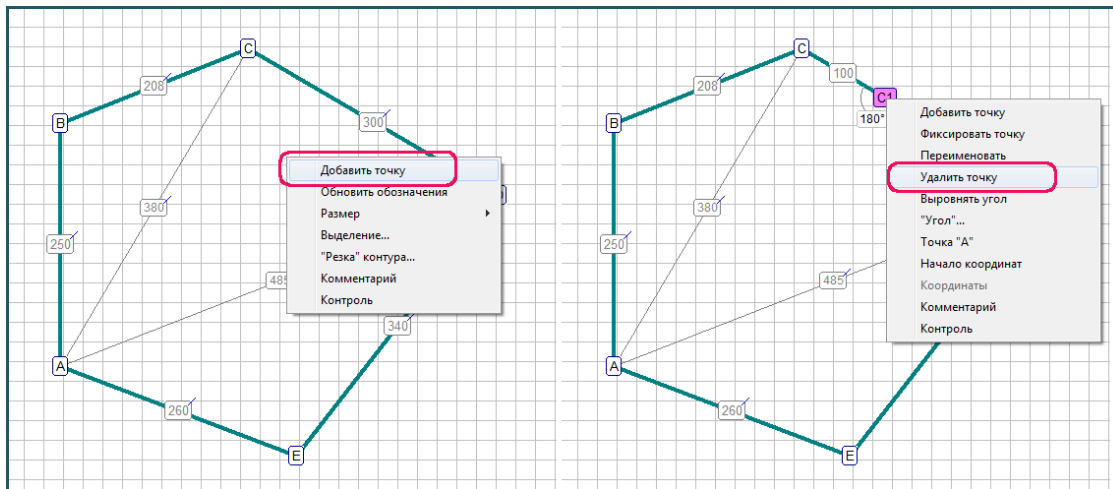 C
208
B
300
Добавить точку
Обновить обозначения
Размер
Выделение...
"Резка" контура...
Комментарий
Контроль
380
250
485
340
A
260
E
C
100
208
C1
180°
B
Добавить точку
Фиксировать точку
Переименовать
Удалить точку
Выровнять угол
"Угол"...
Точка "A"
Начало координат
Координаты
Комментарий
Контроль
380
250
485
A
260
E